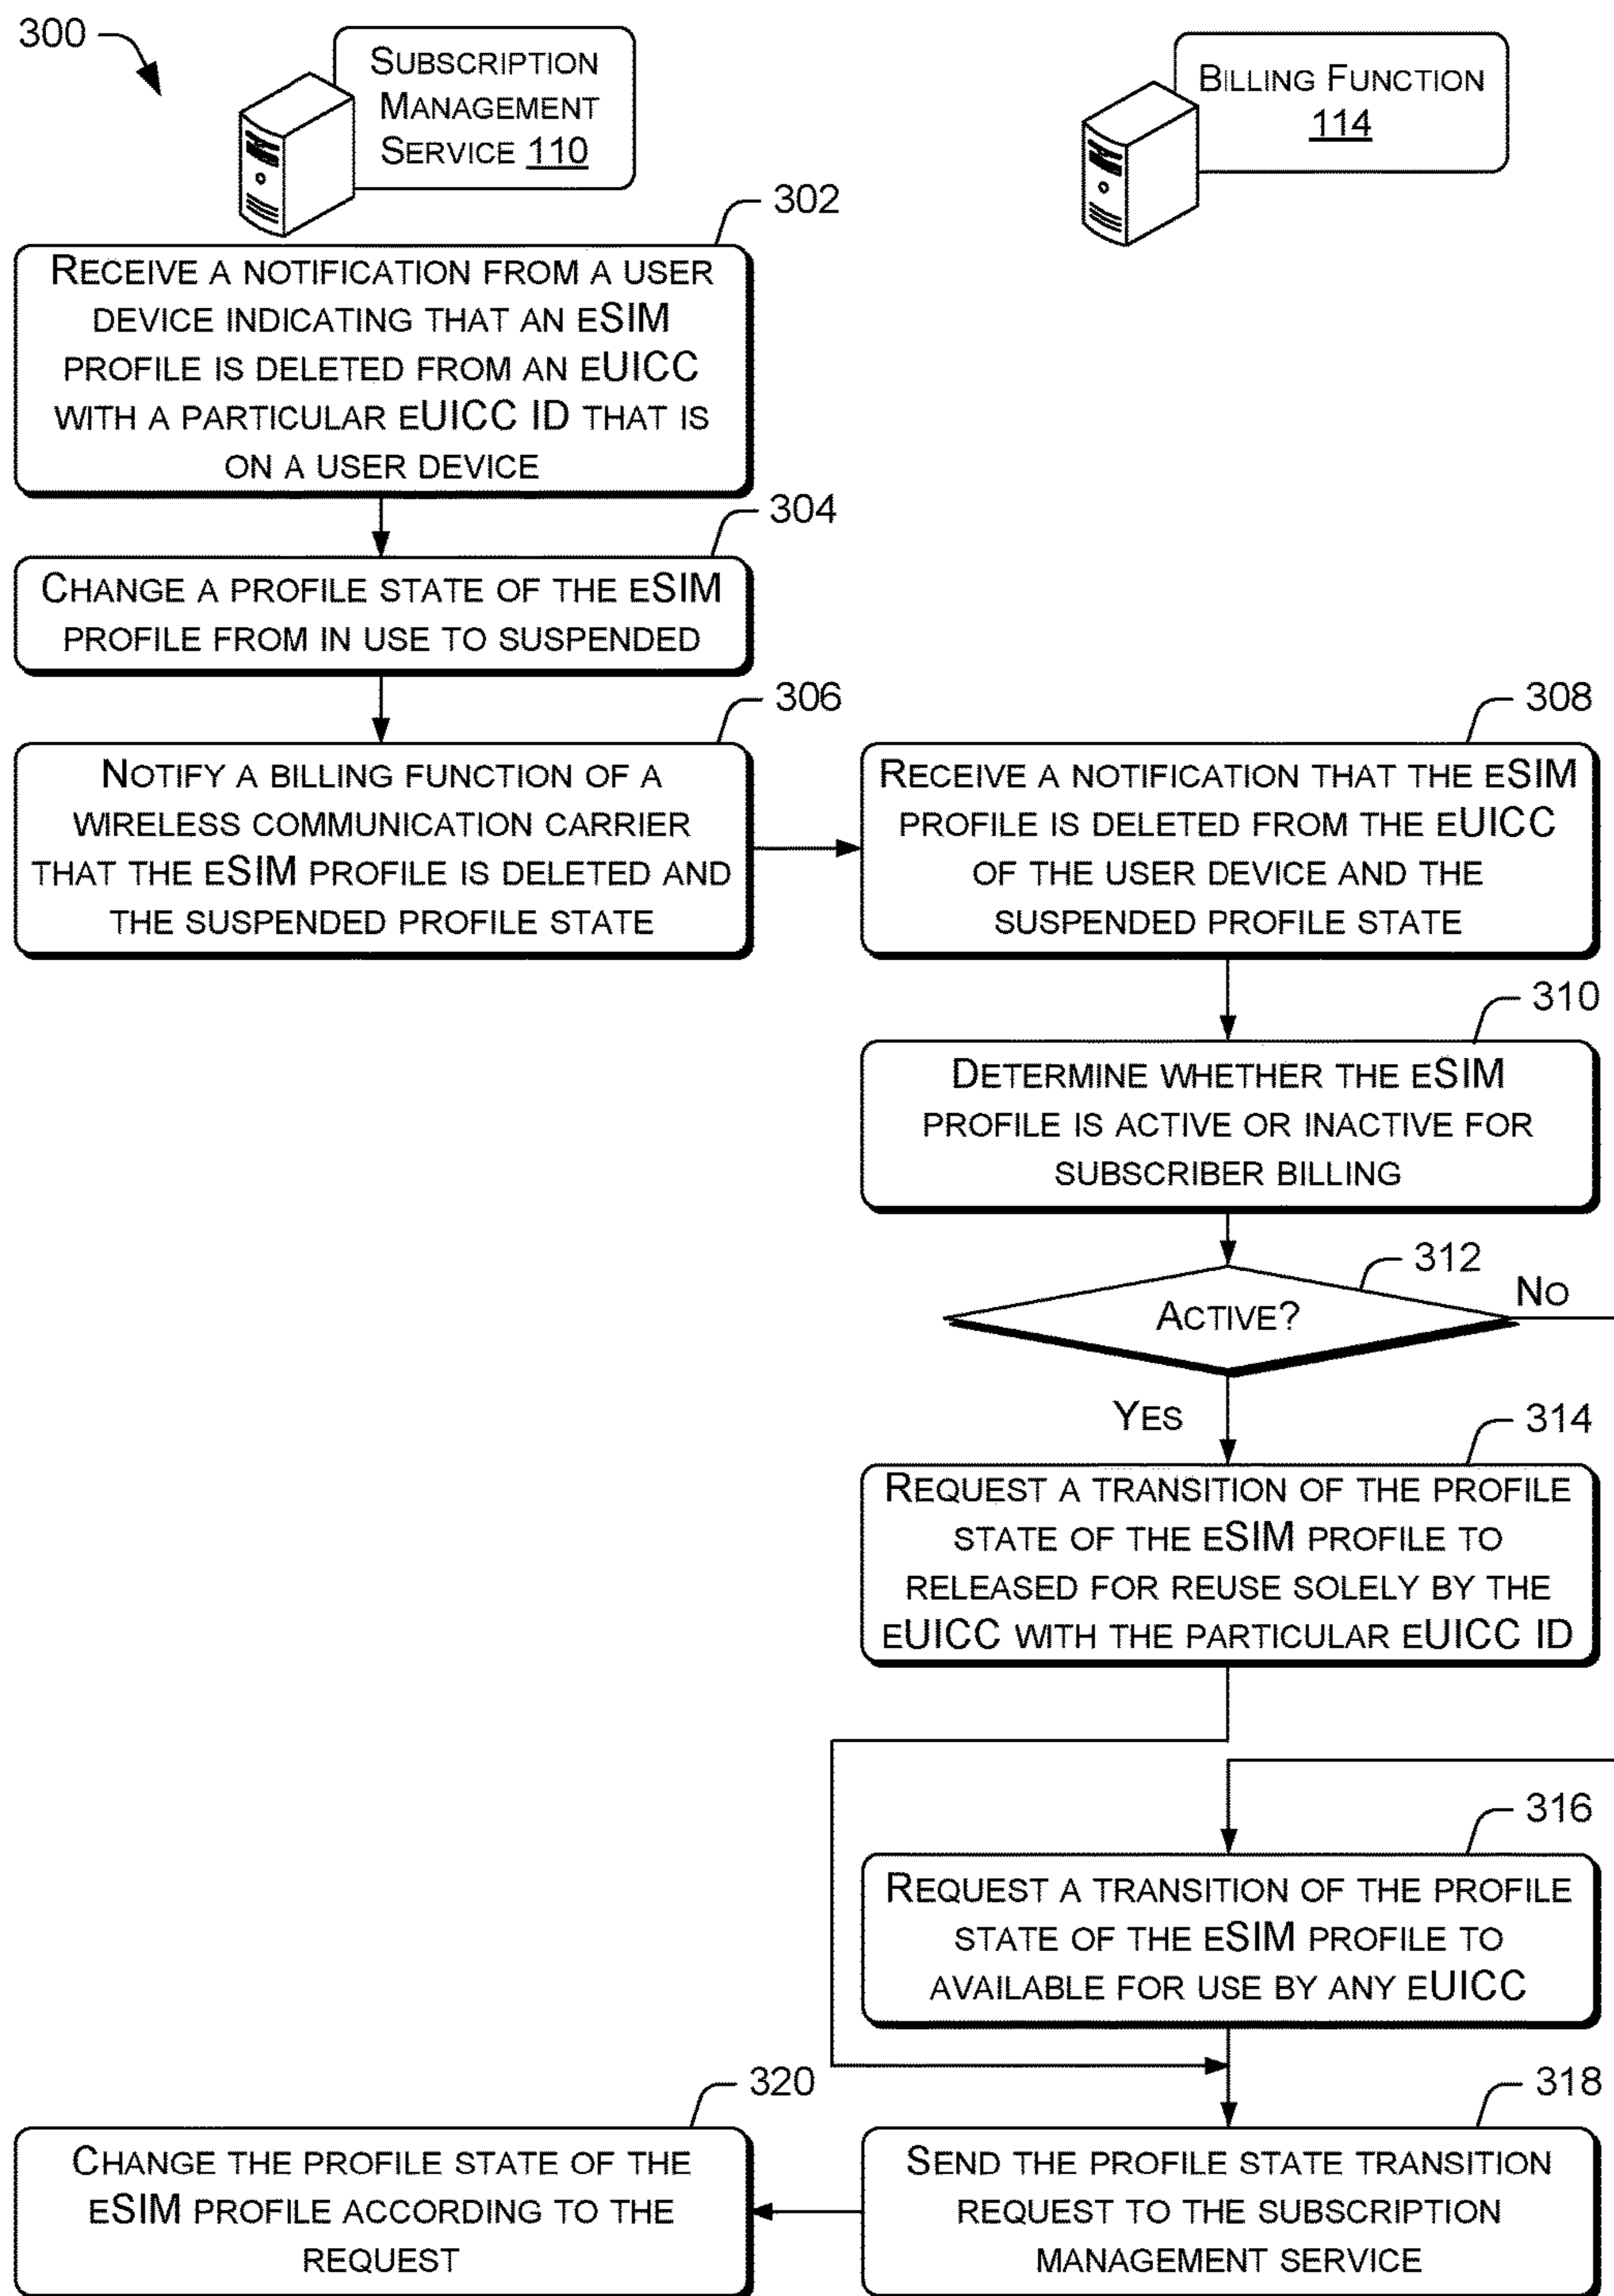 300
SUBSCRIPTION
MANAGEMENT
SERVICE 110
BILLING FUNCTION
114
302
RECEIVE A NOTIFICATION FROM A USER
DEVICE INDICATING THAT AN ESIM
PROFILE IS DELETED FROM AN EUICC
WITH A PARTICULAR EUICC ID THAT IS
ON A USER DEVICE
304
CHANGE A PROFILE STATE OF THE ESIM
PROFILE FROM IN USE TO SUSPENDED
306
NOTIFY A BILLING FUNCTION OF A
WIRELESS COMMUNICATION CARRIER
THAT THE ESIM PROFILE IS DELETED AND
THE SUSPENDED PROFILE STATE
308
RECEIVE A NOTIFICATION THAT THE ESIM
PROFILE IS DELETED FROM THE EUICC
OF THE USER DEVICE AND THE
SUSPENDED PROFILE STATE
310
DETERMINE WHETHER THE ESIM
PROFILE IS ACTIVE OR INACTIVE FOR
SUBSCRIBER BILLING
312
ACTIVE?
NO
YES
314
REQUEST A TRANSITION OF THE PROFILE
STATE OF THE ESIM PROFILE TO
RELEASED FOR REUSE SOLELY BY THE
EUICC WITH THE PARTICULAR EUICC ID
316
REQUEST A TRANSITION OF THE PROFILE
STATE OF THE ESIM PROFILE TO
AVAILABLE FOR USE BY ANY EUICC
318
SEND THE PROFILE STATE TRANSITION
REQUEST TO THE SUBSCRIPTION
MANAGEMENT SERVICE
320
CHANGE THE PROFILE STATE OF THE
ESIM PROFILE ACCORDING TO THE
REQUEST